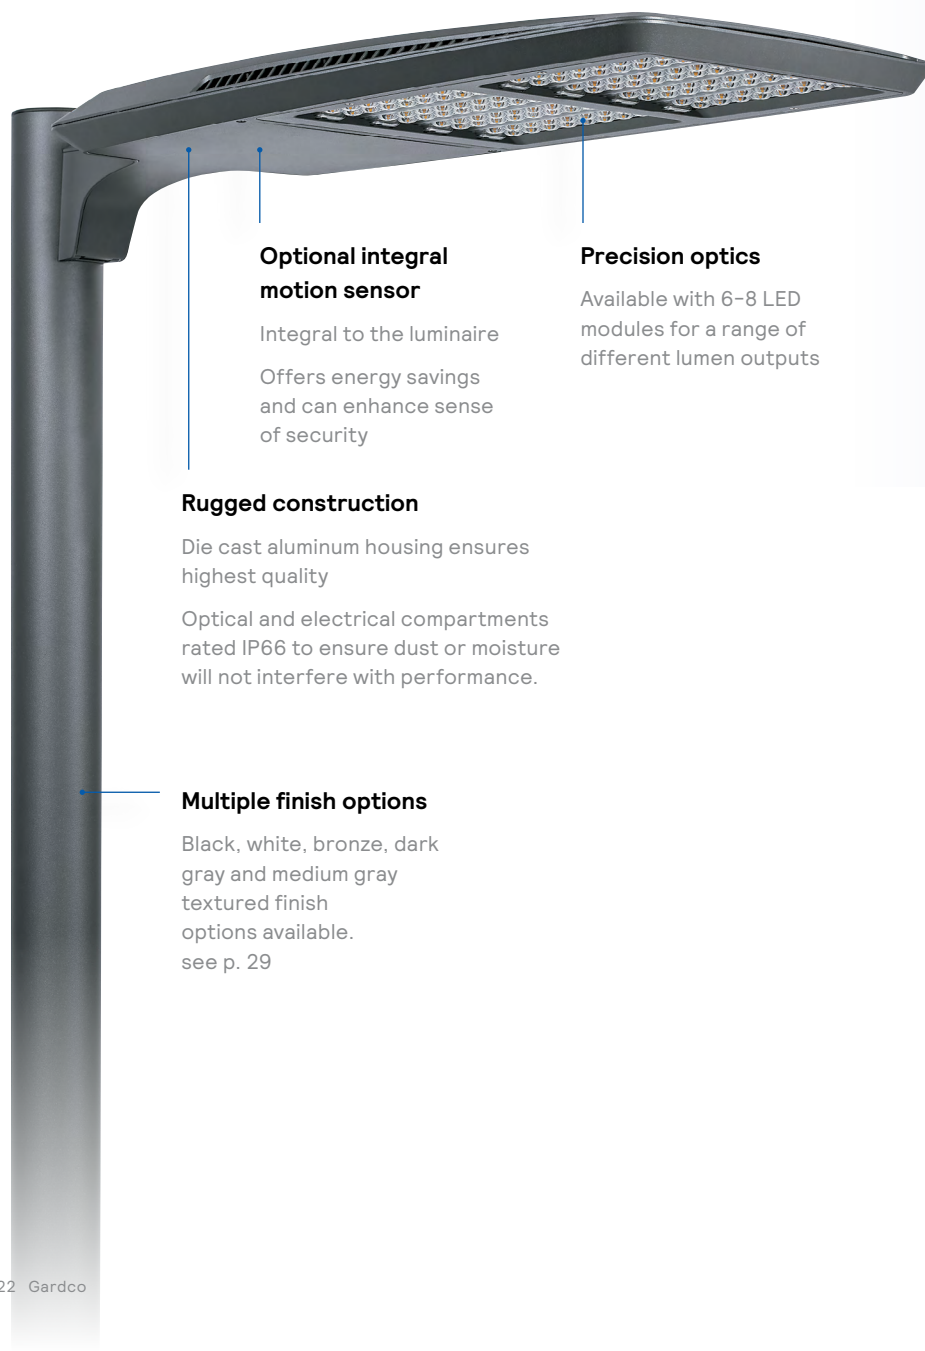 Optional integral
motion sensor
Integral to the luminaire
Offers energy savings
and can enhance sense
of security
Precision optics
Available with 6-8 LED
modules for a range of
different lumen outputs
Rugged construction
Die cast aluminum housing ensures
highest quality
Optical and electrical compartments
rated IP66 to ensure dust or moisture
will not interfere with performance.
Multiple finish options
Black, white, bronze, dark
gray and medium gray
textured finish
options available.
see p. 29
22 Gardco